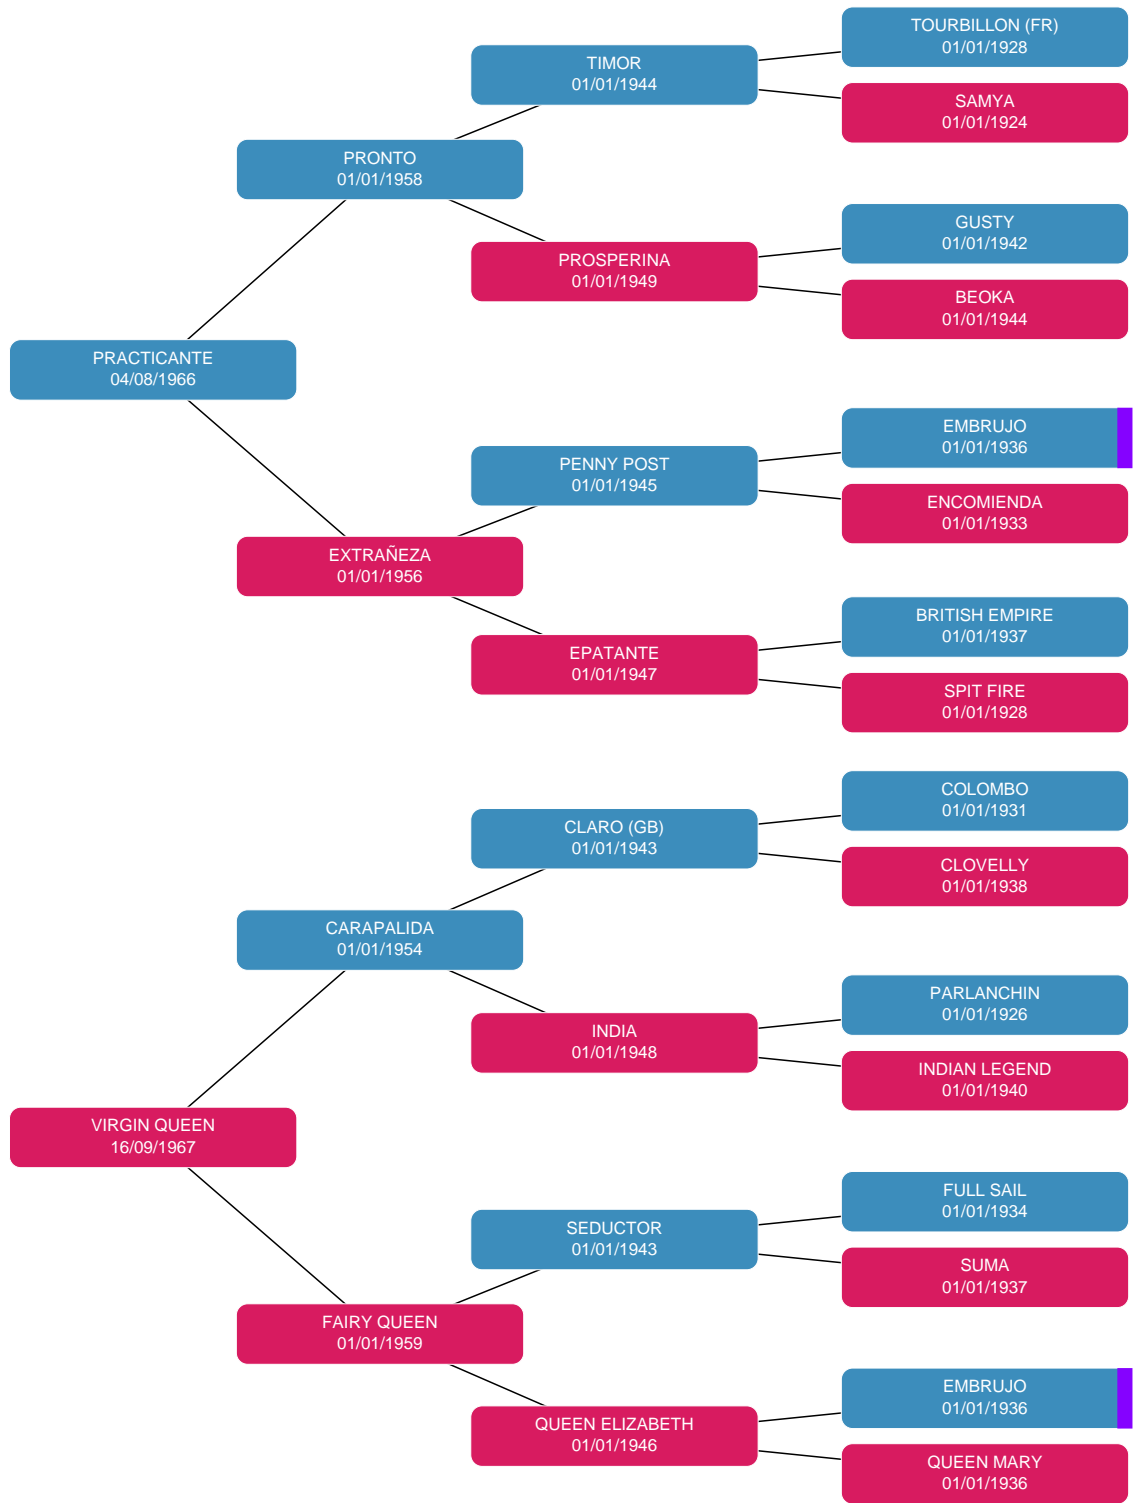 TOURBILLON (FR)
01/01/1928
TIMOR
01/01/1944
SAMYA
01/01/1924
PRONTO
01/01/1958
GUSTY
01/01/1942
PROSPERINA
01/01/1949
BEOKA
01/01/1944
PRACTICANTE
04/08/1966
EMBRUJO
01/01/1936
PENNY POST
01/01/1945
ENCOMIENDA
01/01/1933
EXTRAÑEZA
01/01/1956
BRITISH EMPIRE
01/01/1937
EPATANTE
01/01/1947
SPIT FIRE
01/01/1928
COLOMBO
01/01/1931
CLARO (GB)
01/01/1943
CLOVELLY
01/01/1938
CARAPALIDA
01/01/1954
PARLANCHIN
01/01/1926
INDIA
01/01/1948
INDIAN LEGEND
01/01/1940
VIRGIN QUEEN
16/09/1967
FULL SAIL
01/01/1934
SEDUCTOR
01/01/1943
SUMA
01/01/1937
FAIRY QUEEN
01/01/1959
EMBRUJO
01/01/1936
QUEEN ELIZABETH
01/01/1946
QUEEN MARY
01/01/1936